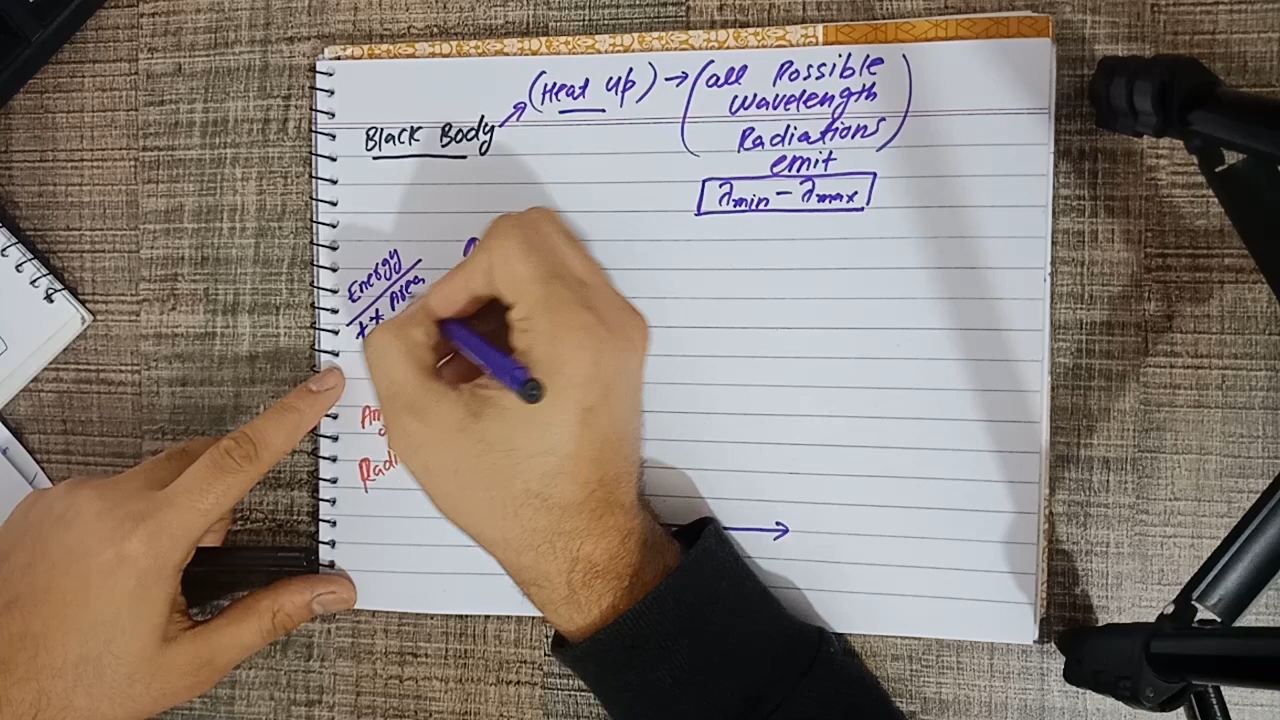 (Heat up) → (all Possible
Wavelength
Radiations)
emit
Black Body
λmin - λmax
Energy
t * Area